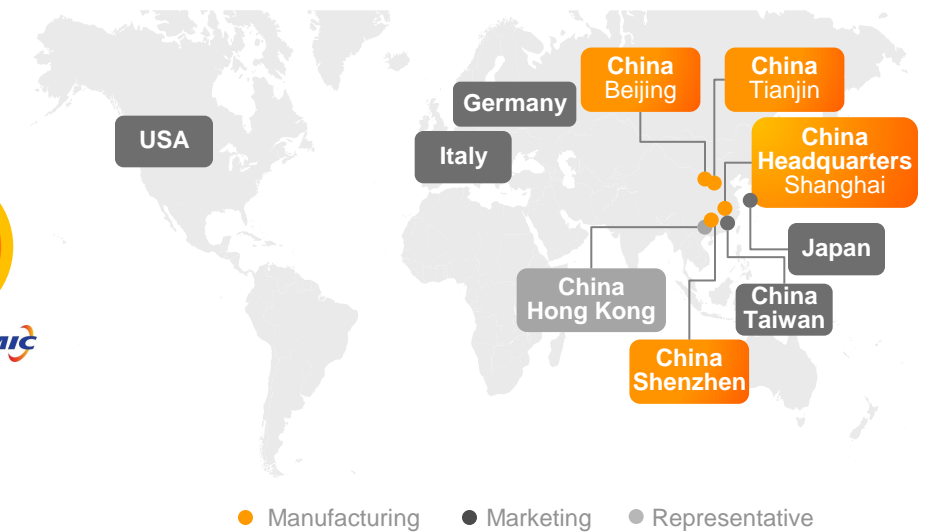 China
Beijing
China
Tianjin
Germany
USA
Italy
China
Headquarters
Shanghai
Japan
China
Hong Kong
China
Taiwan
China
Shenzhen
Manufacturing
Marketing
Representative